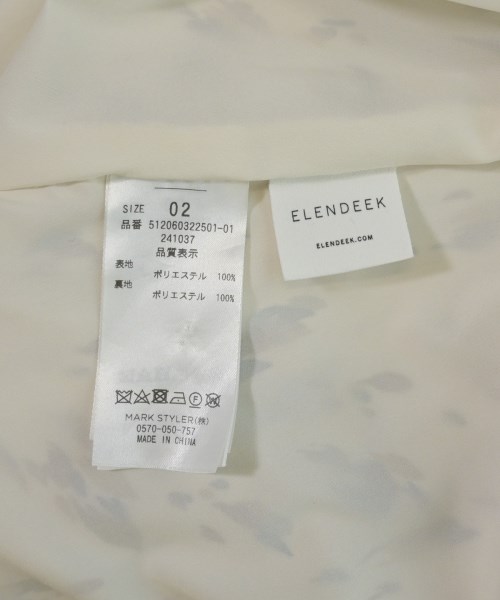 SIZE 02
品番 512060322501-01
241037
品質表示
表地
ポリエステル 100%
裏地
ポリエステル 100%
MARK STYLER(株)
0570-050-757
MADE IN CHINA
ELENDEEK
ELENDEEK.COM